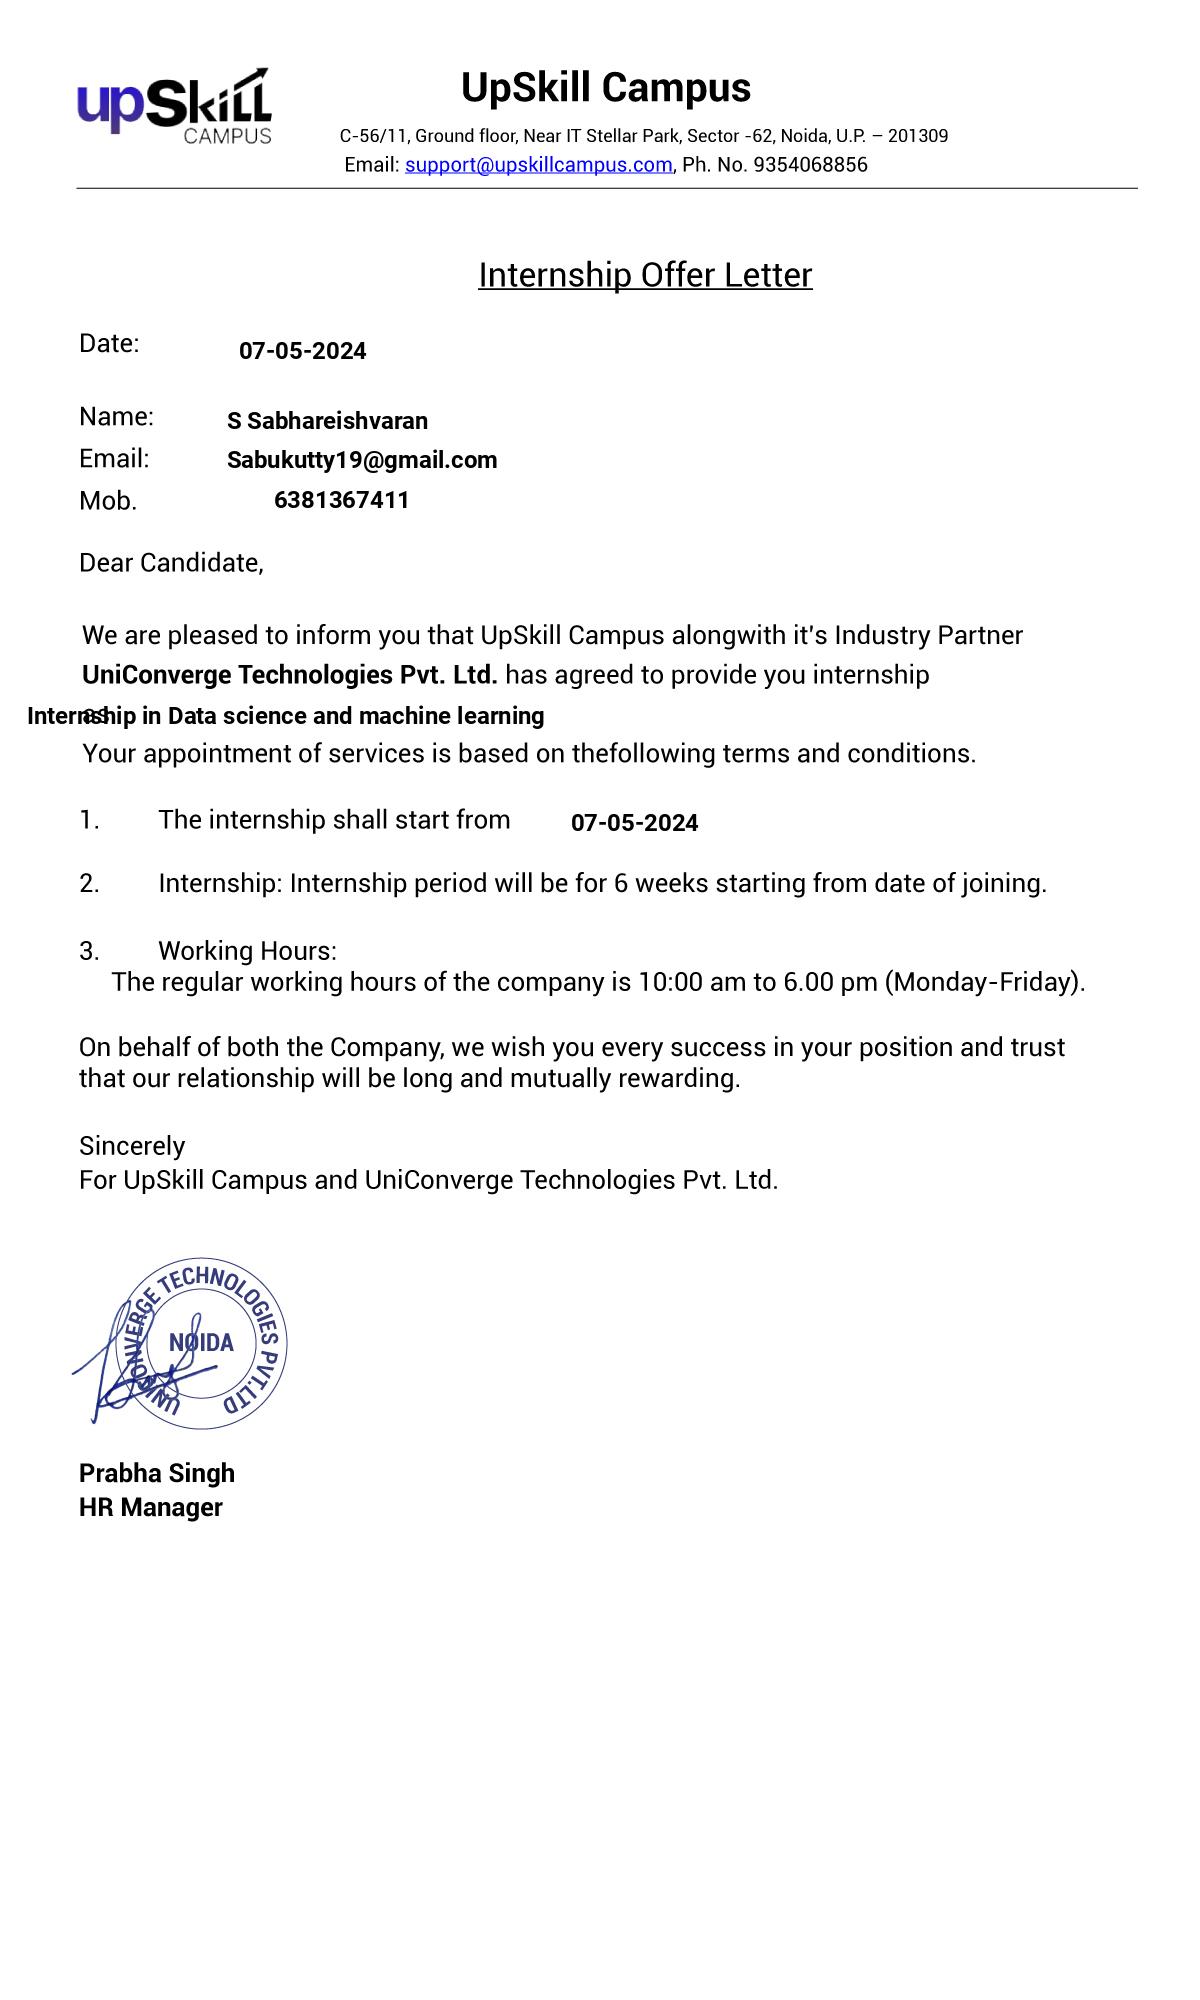 upSkill
CAMPUS
UpSkill Campus
C-56/11, Ground floor, Near IT Stellar Park, Sector -62, Noida, U.P. – 201309
Email: support@upskillcampus.com, Ph. No. 9354068856
Internship Offer Letter
Date: 07-05-2024
Name: S Sabhareishvaran
Email: Sabukutty19@gmail.com
Mob. 6381367411
Dear Candidate,
We are pleased to inform you that UpSkill Campus alongwith it's Industry Partner
UniConverge Technologies Pvt. Ltd. has agreed to provide you internship
as
Internship in Data science and machine learning
Your appointment of services is based on thefollowing terms and conditions.
1. The internship shall start from 07-05-2024
2. Internship: Internship period will be for 6 weeks starting from date of joining.
3. Working Hours:
The regular working hours of the company is 10:00 am to 6.00 pm (Monday-Friday).
On behalf of both the Company, we wish you every success in your position and trust
that our relationship will be long and mutually rewarding.
Sincerely
For UpSkill Campus and UniConverge Technologies Pvt. Ltd.
UNICONVERGE TECHNOLOGIES PVT.LTD
NOIDA
Prabha Singh
HR Manager